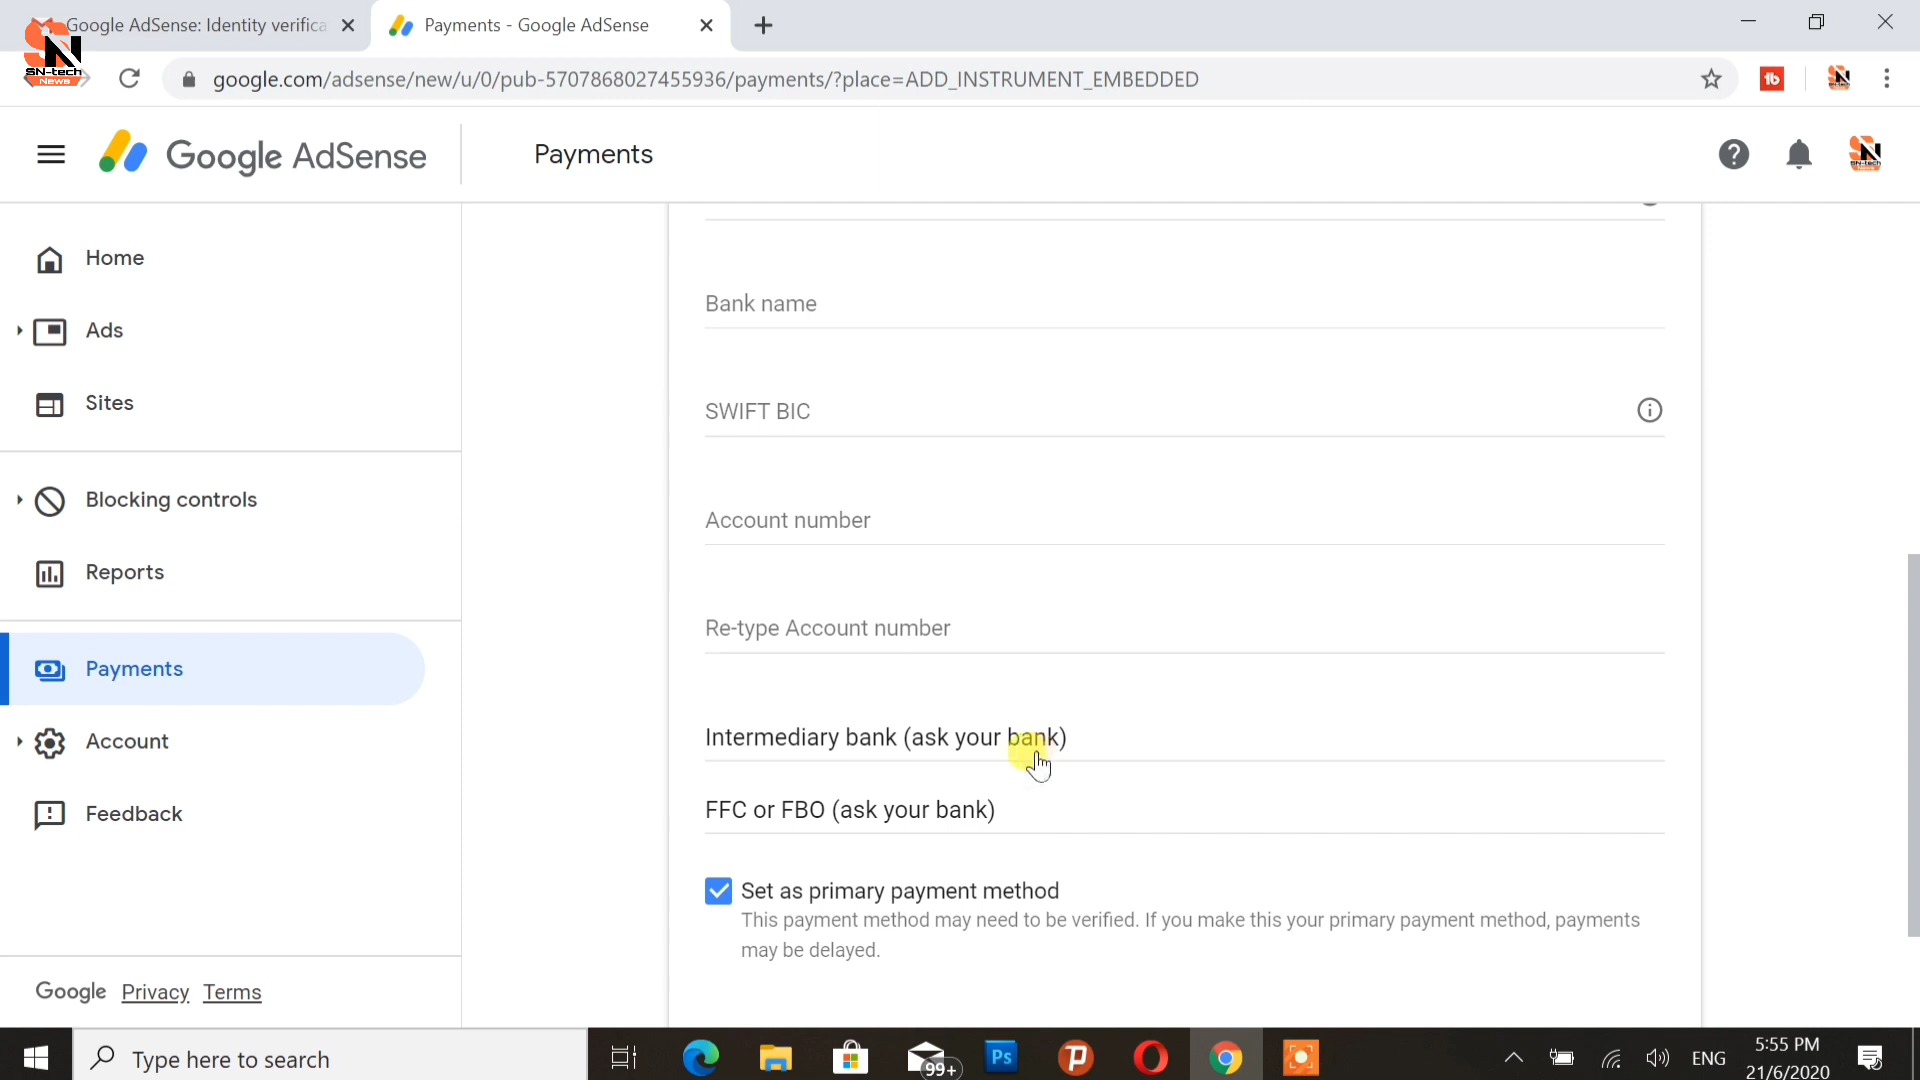 Google AdSense: Identity verifica
Payments - Google AdSense
SN-tech
News
google.com/adsense/new/u/0/pub-5707868027455936/payments/?place=ADD_INSTRUMENT_EMBEDDED
Google AdSense
Payments
Home
Ads
Sites
Blocking controls
Reports
Payments
Account
Feedback
Google Privacy Terms
Bank name
SWIFT BIC
Account number
Re-type Account number
Intermediary bank (ask your bank)
FFC or FBO (ask your bank)
Set as primary payment method
This payment method may need to be verified. If you make this your primary payment method, payments
may be delayed.
Type here to search
99+
Ps
ENG
5:55 PM
21/6/2020